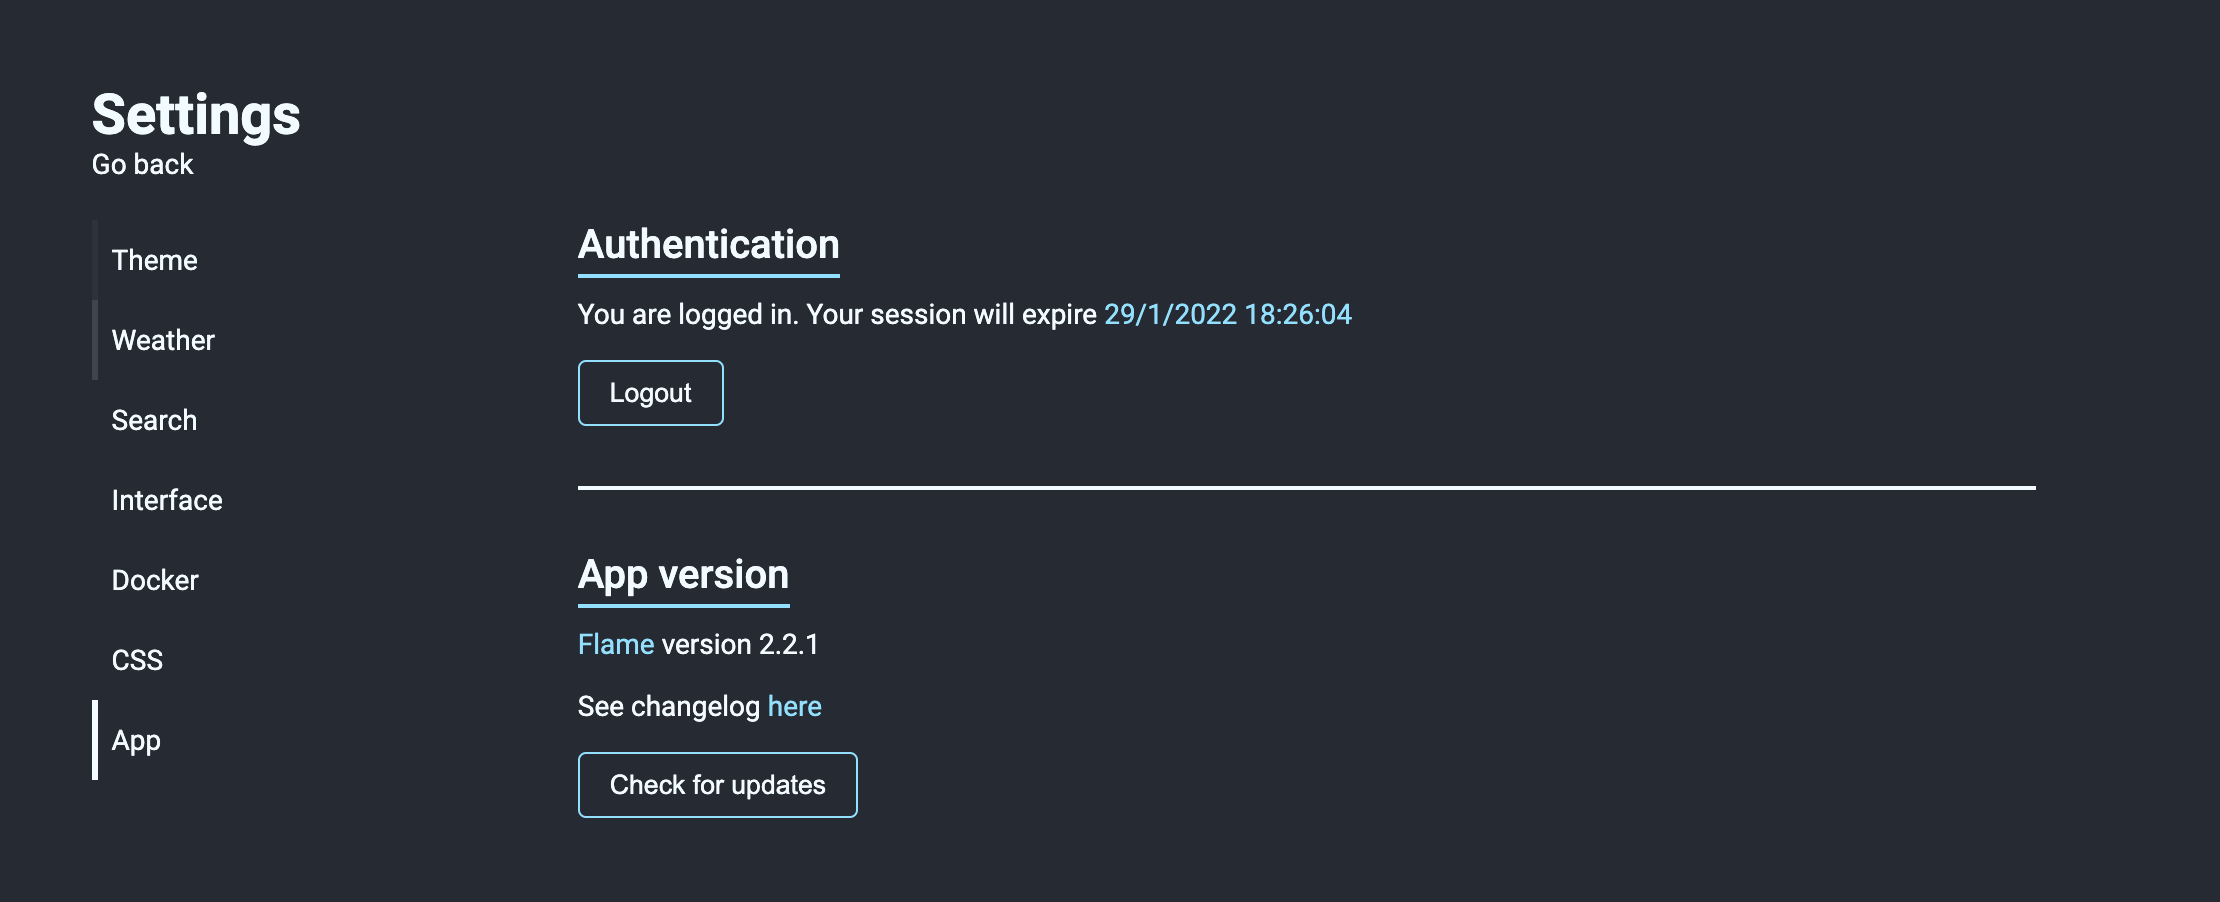 Settings
Go back
Theme
Weather
Search
Interface
Docker
CSS
App
Authentication
You are logged in. Your session will expire 29/1/2022 18:26:04
Logout
App version
Flame version 2.2.1
See changelog here
Check for updates